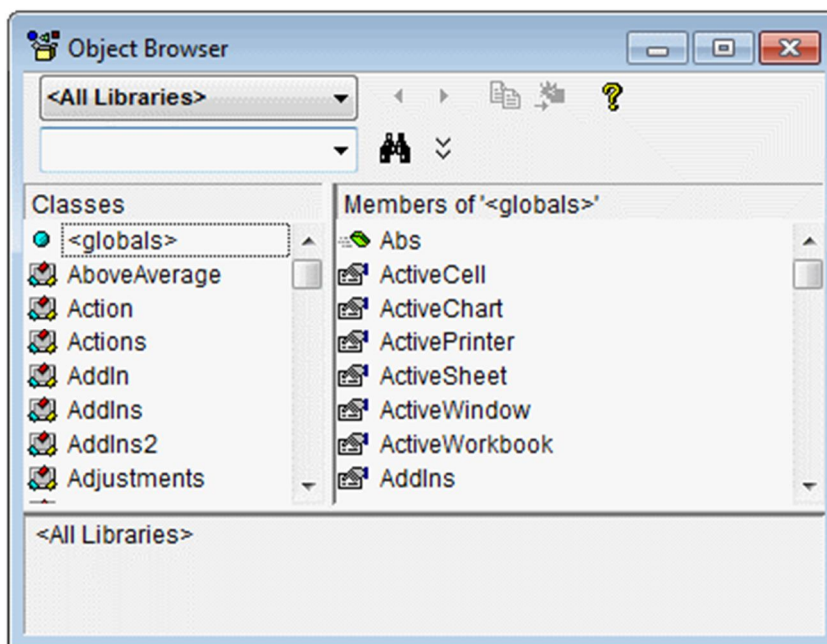 Object Browser
<All Libraries>
Classes
Members of '<globals>'
<globals>
AboveAverage
Action
Actions
AddIn
AddIns
AddIns2
Adjustments
Abs
ActiveCell
ActiveChart
ActivePrinter
ActiveSheet
ActiveWindow
ActiveWorkbook
AddIns
<All Libraries>